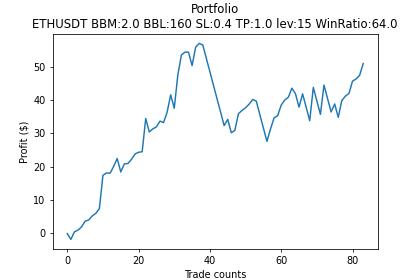 Portfolio
ETHUSDT BBM:2.0 BBL:160 SL:0.4 TP:1.0 lev:15 WinRatio:64.0
50
40
30
20
10
0
Profit ($)
0 20 40 60 80
Trade counts